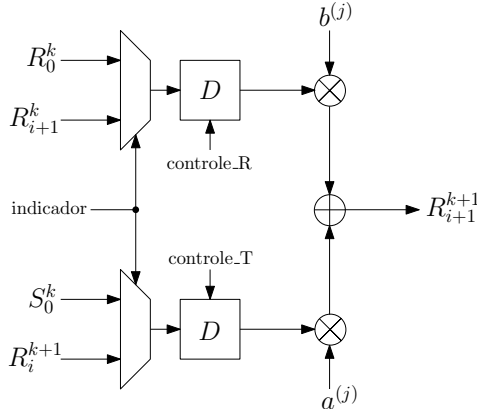 b^{(j)}
R_0^k
D
R_{i+1}^k
controle_R
indicador
R_{i+1}^{k+1}
controle_T
S_0^k
D
R_i^{k+1}
a^{(j)}